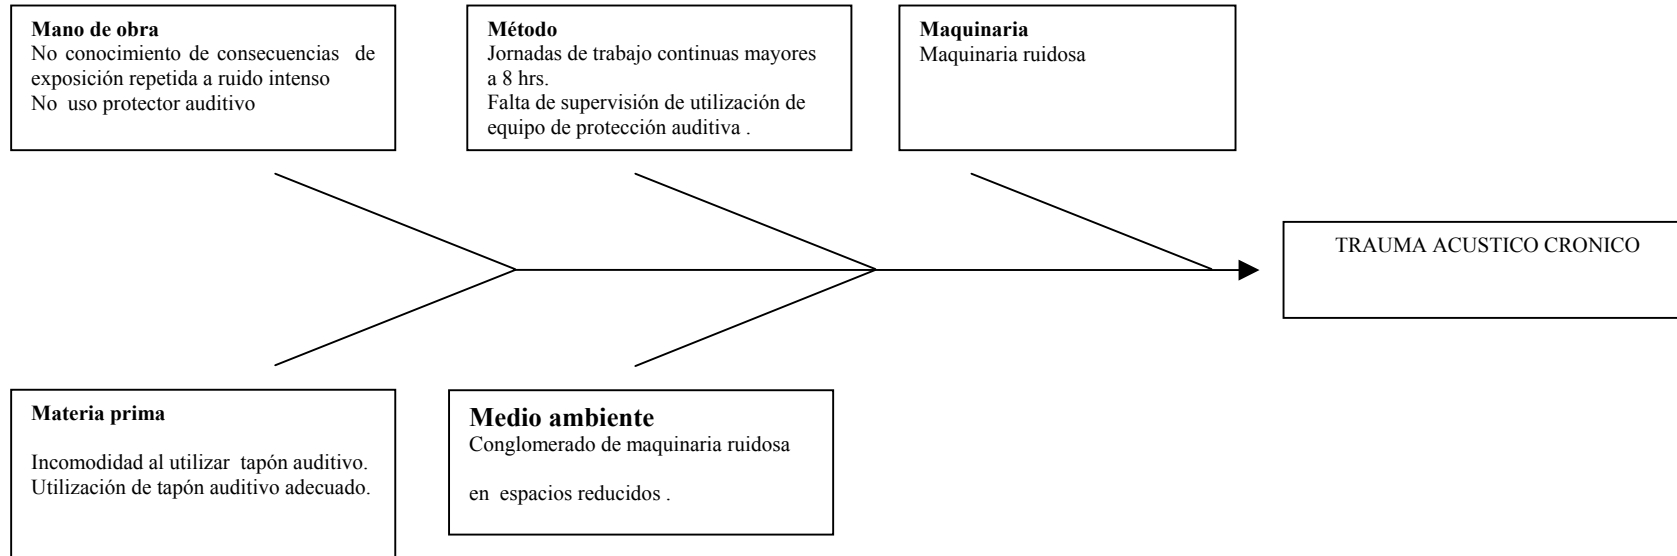 Mano de obra
No conocimiento de consecuencias de
exposición repetida a ruido intenso
No uso protector auditivo
Método
Jornadas de trabajo continuas mayores
a 8 hrs.
Falta de supervisión de utilización de
equipo de protección auditiva .
Maquinaria
Maquinaria ruidosa
TRAUMA ACUSTICO CRONICO
Materia prima
Incomodidad al utilizar tapón auditivo.
Utilización de tapón auditivo adecuado.
Medio ambiente
Conglomerado de maquinaria ruidosa
en espacios reducidos .